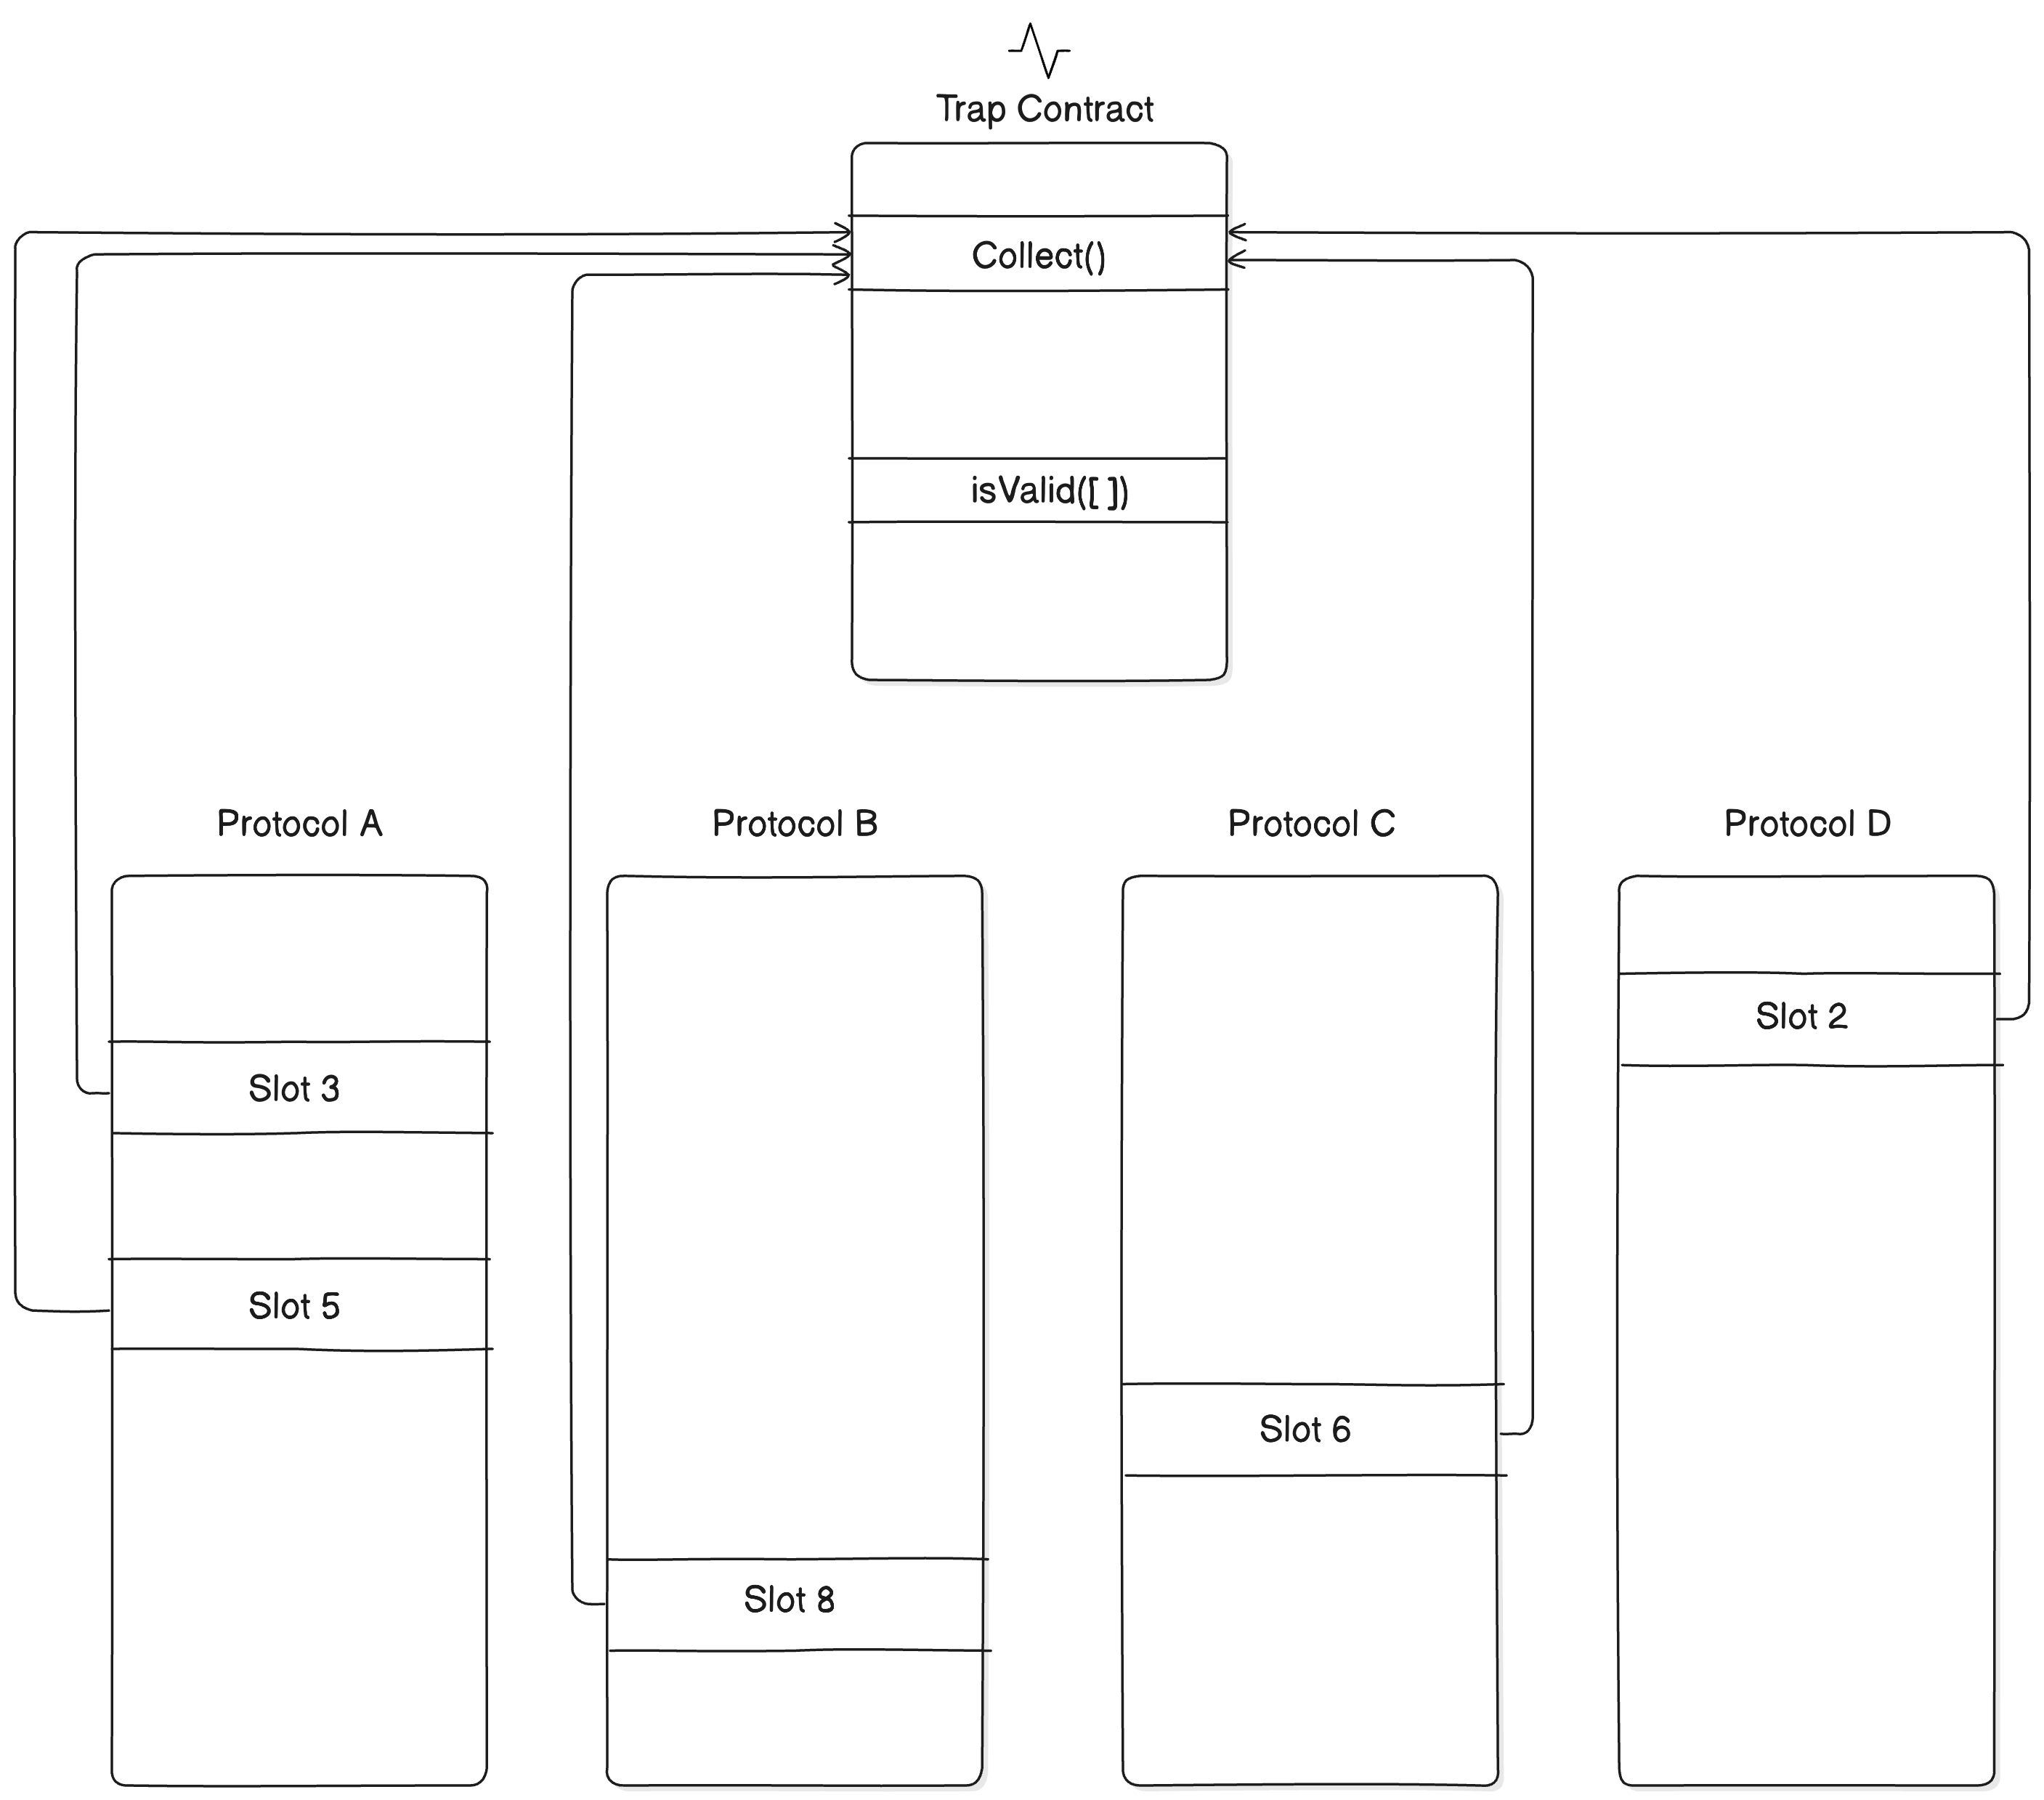 Trap Contract
Collect()
isValid([ ])
Protocol A
Protocol B
Protocol C
Protocol D
Slot 2
Slot 3
Slot 5
Slot 6
Slot 8